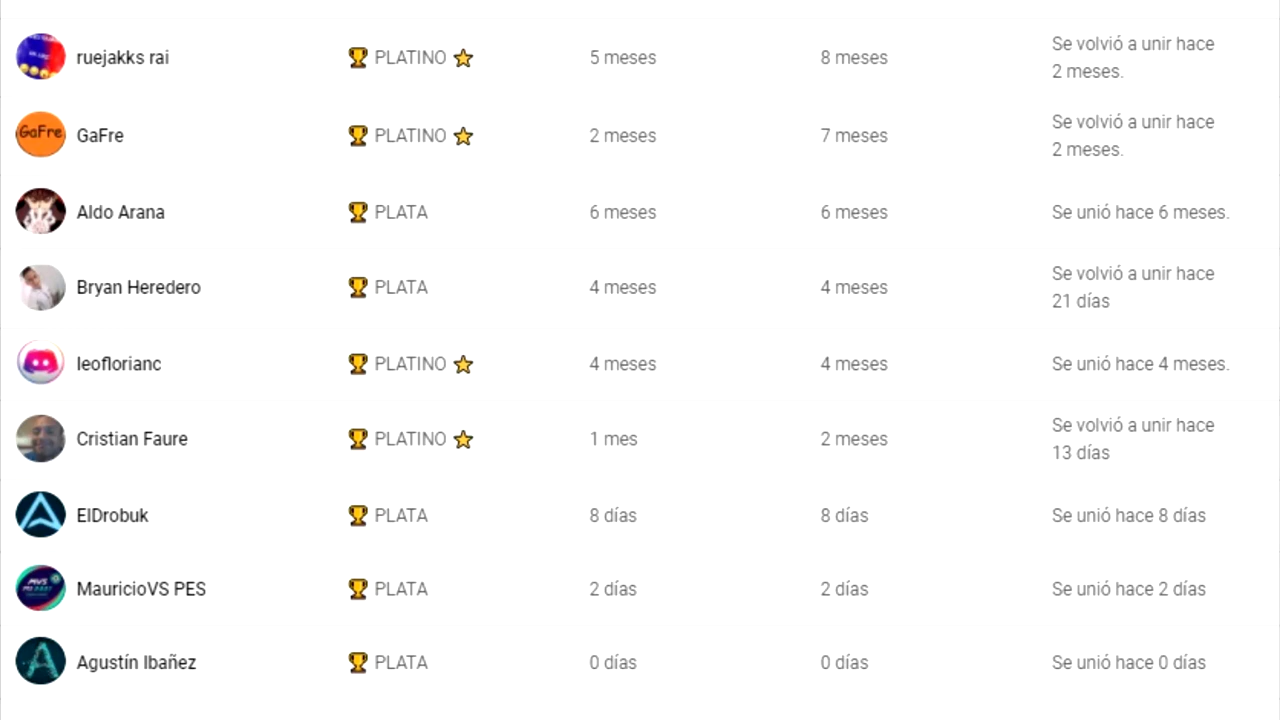 ruejakks rai 🏆 PLATINO ⭐ 5 meses 8 meses Se volvió a unir hace
2 meses.
GaFre
GaFre 🏆 PLATINO ⭐ 2 meses 7 meses Se volvió a unir hace
2 meses.
Aldo Arana 🏆 PLATA 6 meses 6 meses Se unió hace 6 meses.
Bryan Heredero 🏆 PLATA 4 meses 4 meses Se volvió a unir hace
21 días
leoflorianc 🏆 PLATINO ⭐ 4 meses 4 meses Se unió hace 4 meses.
Cristian Faure 🏆 PLATINO ⭐ 1 mes 2 meses Se volvió a unir hace
13 días
ElDrobuk 🏆 PLATA 8 días 8 días Se unió hace 8 días
MVS
MauricioVS PES 🏆 PLATA 2 días 2 días Se unió hace 2 días
A
Agustín Ibañez 🏆 PLATA 0 días 0 días Se unió hace 0 días